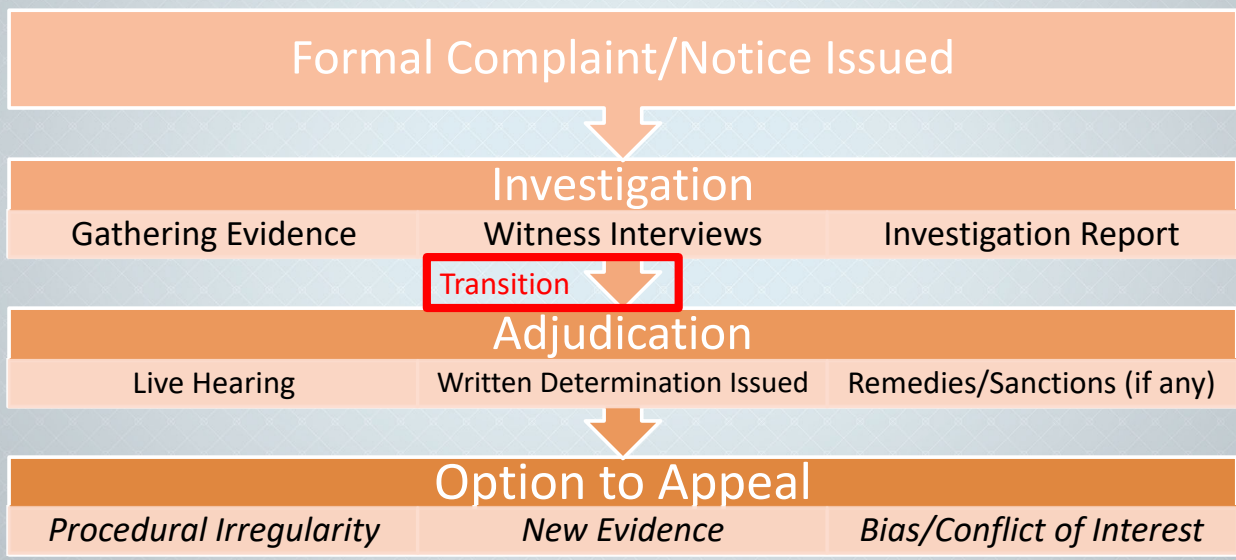 Formal Complaint/Notice Issued
Investigation
Gathering Evidence
Witness Interviews
Investigation Report
Transition
Adjudication
Live Hearing
Written Determination Issued
Remedies/Sanctions (if any)
Option to Appeal
Procedural Irregularity
New Evidence
Bias/Conflict of Interest